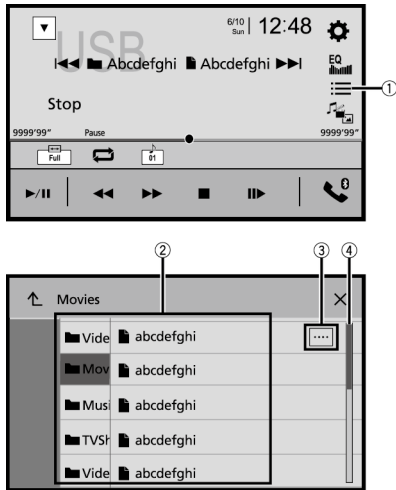 6/10
Sun
12:48
USB
Abcdefghi Abcdefghi
EQ
①
Stop
9999'99" Pause 9999'99"
Full 01
② ③ ④
Movies
Vide abcdefghi
Mov abcdefghi
Musi abcdefghi
TVSh abcdefghi
Vide abcdefghi